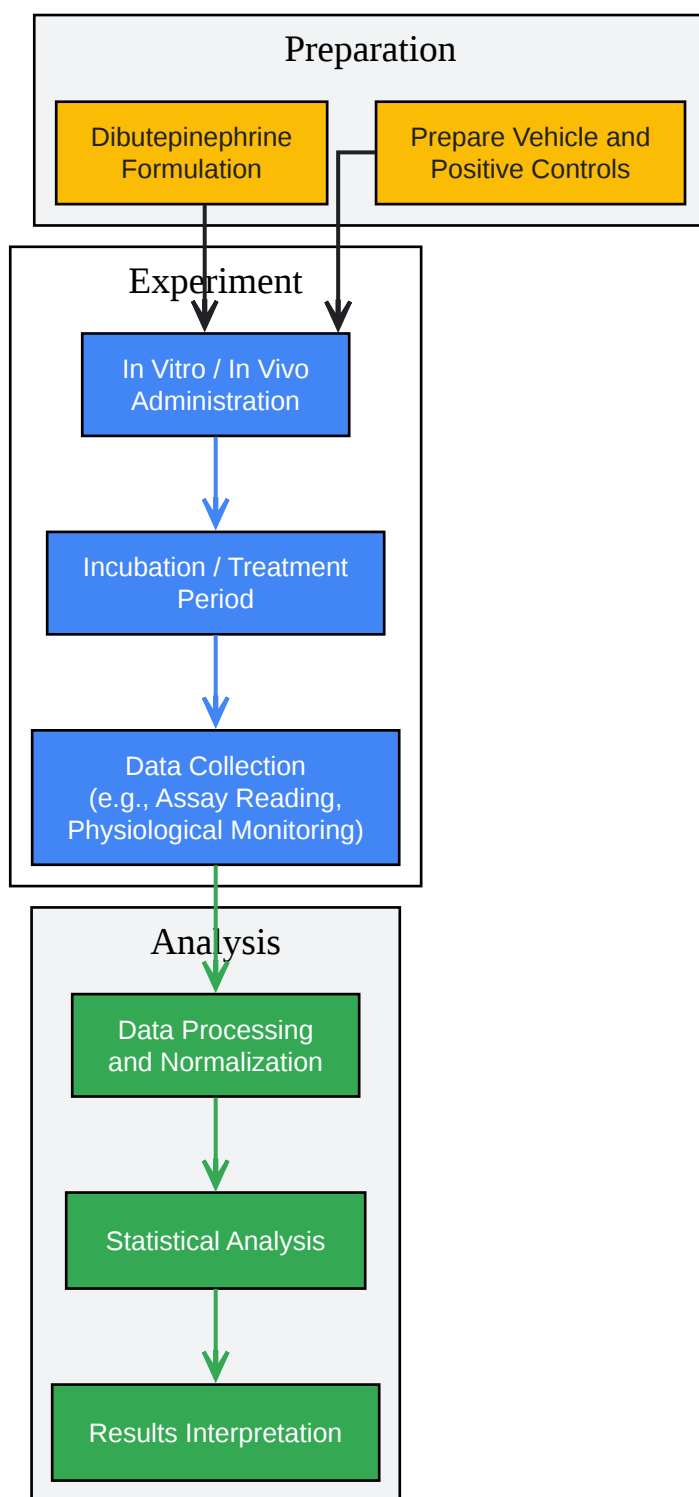 Preparation
Dibutepinephrine
Formulation
Prepare Vehicle and
Positive Controls
Experiment
In Vitro / In Vivo
Administration
Incubation / Treatment
Period
Data Collection
(e.g., Assay Reading,
Physiological Monitoring)
Analysis
Data Processing
and Normalization
Statistical Analysis
Results Interpretation